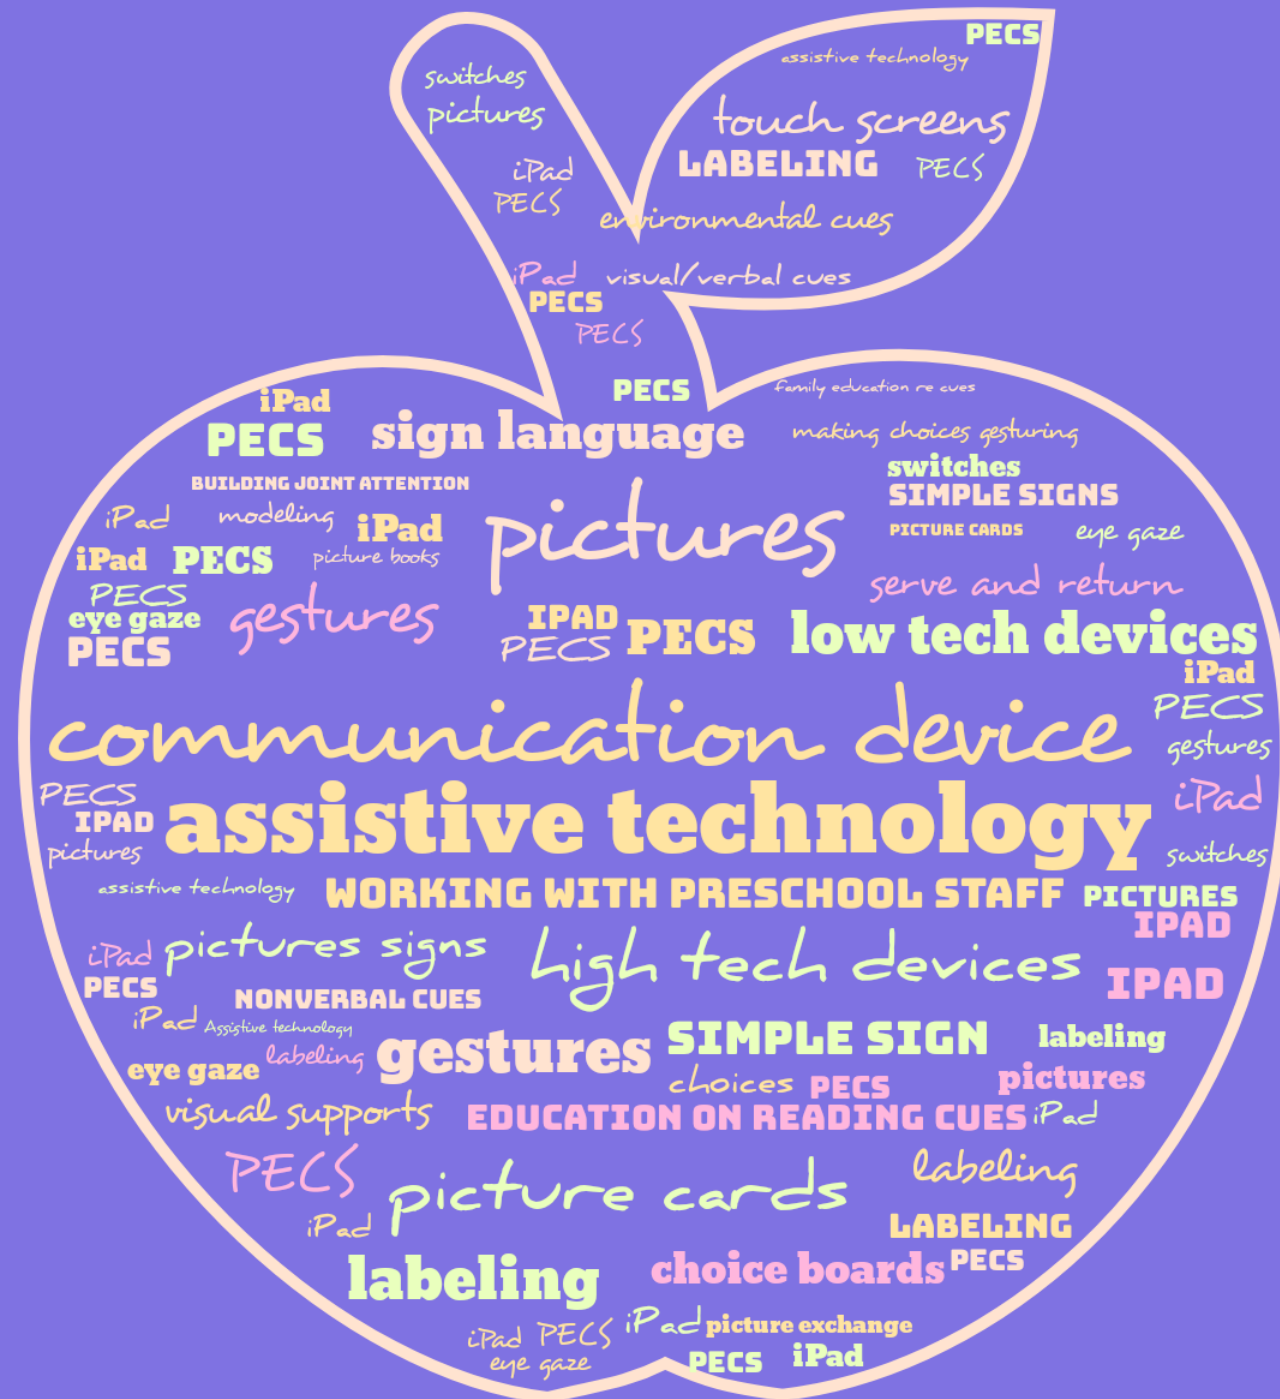 PECS
assistive technology
switches
pictures
touch screens
LABELING
PECS
iPad
PECS
environmental cues
iPad
visual/verbal cues
PECS
PECS
PECS
family education re cues
iPad
PECS
sign language
making choices gesturing
switches
BUILDING JOINT ATTENTION
SIMPLE SIGNS
iPad
modeling
iPad
pictures
PICTURE CARDS
eye gaze
iPad
PECS
picture books
serve and return
PECS
eye gaze
gestures
IPAD
PECS
low tech devices
PECS
PECS
iPad
communication device
PECS
gestures
PECS
iPad
IPAD
assistive technology
pictures
switches
assistive technology
WORKING WITH PRESCHOOL STAFF
PICTURES
IPAD
iPad
pictures signs
high tech devices
PECS
NONVERBAL CUES
IPAD
iPad
Assistive technology
SIMPLE SIGN
labeling
eye gaze
labeling
gestures
choices
PECS
pictures
visual supports
EDUCATION ON READING CUES
iPad
PECS
picture cards
labeling
iPad
LABELING
labeling
choice boards
PECS
iPad
PECS
iPad
picture exchange
eye gaze
PECS
iPad